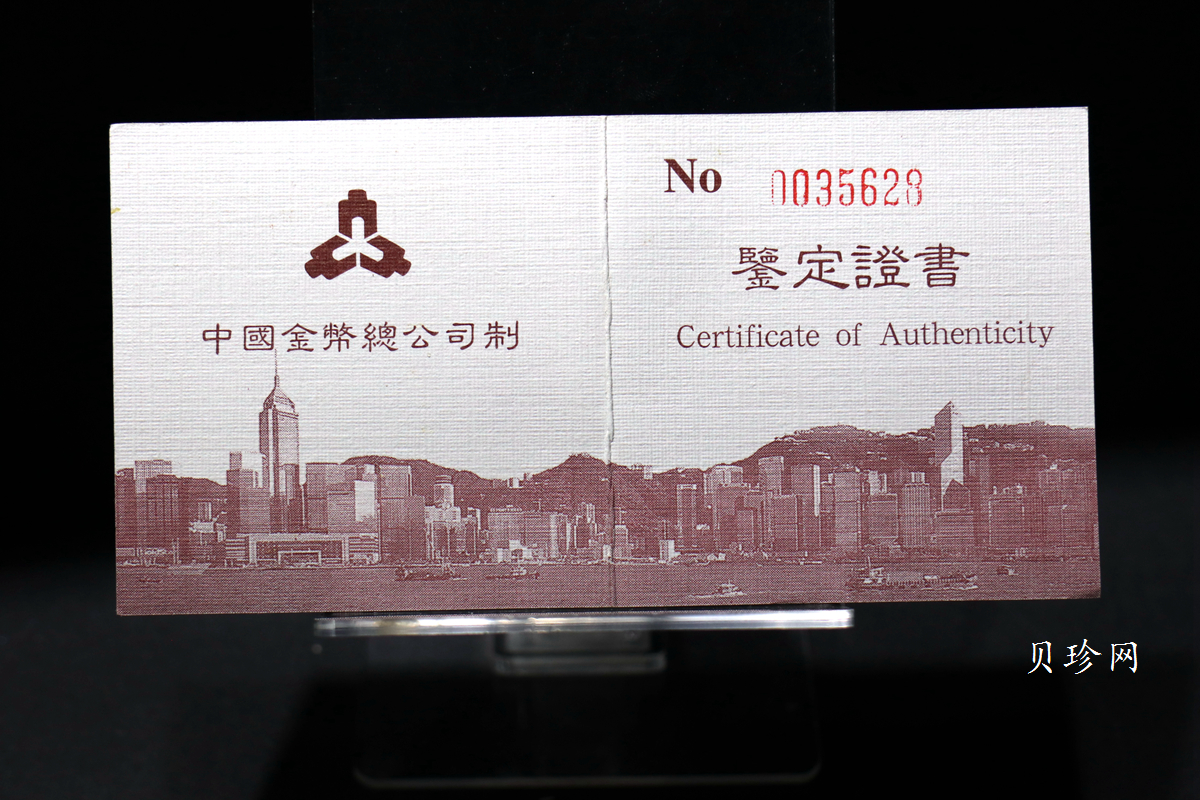 中國金幣總公司制
No 0035628
鑒定證書
Certificate of Authenticity
贝珍网